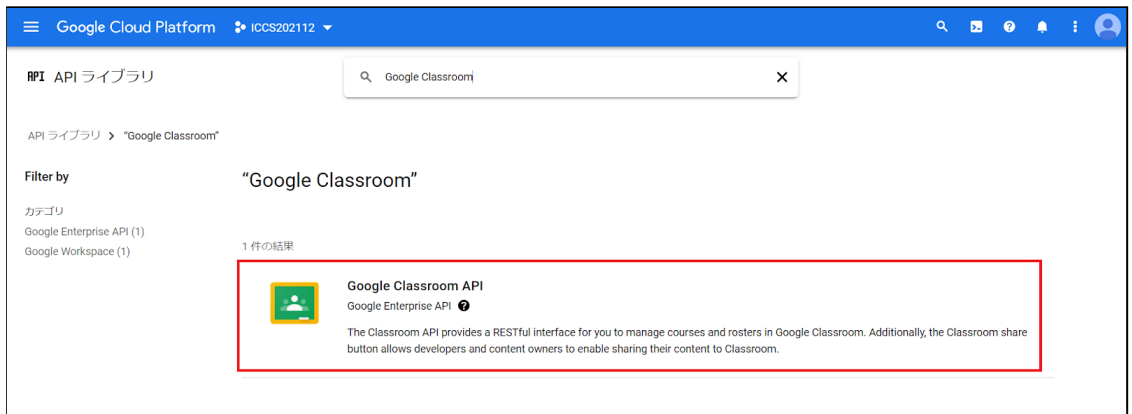 Google Cloud Platform ICCS202112
API API ライブラリ
Google Classroom
API ライブラリ > "Google Classroom"
Filter by
カテゴリ
Google Enterprise API (1)
Google Workspace (1)
"Google Classroom"
1 件の結果
Google Classroom API
Google Enterprise API
The Classroom API provides a RESTful interface for you to manage courses and rosters in Google Classroom. Additionally, the Classroom share
button allows developers and content owners to enable sharing their content to Classroom.